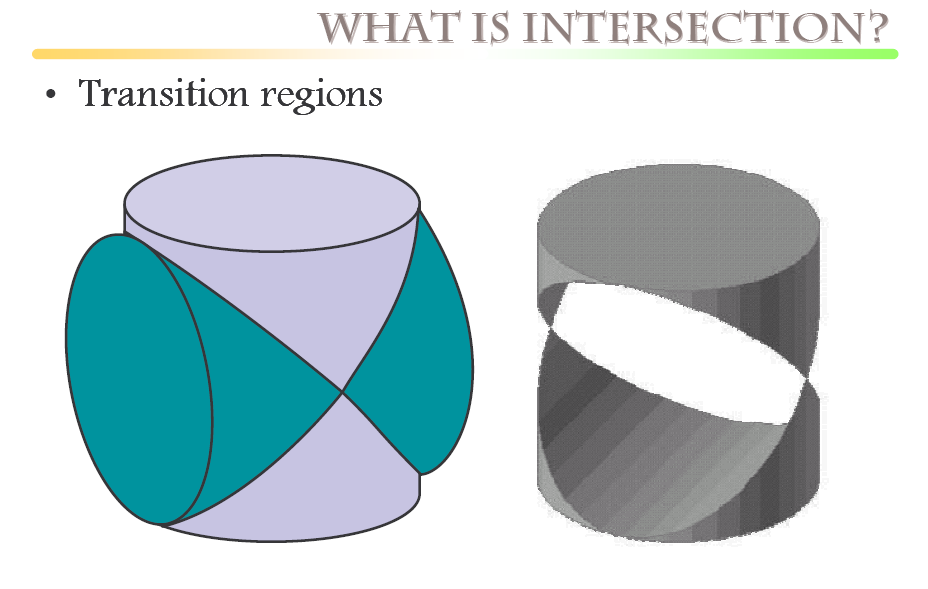 WHAT IS INTERSECTION?
• Transition regions